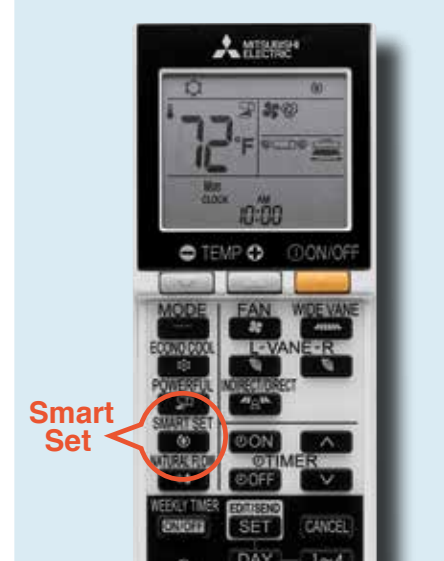 MITSUBISHI
ELECTRIC
72°F
Mon
CLOCK
AM
10:00
TEMP ON/OFF
MODE FAN WIDE VANE
ECONO COOL L-VANE-R
POWERFUL INDIRECT/DIRECT
Smart
Set
SMART SET
ON
NATURAL FLOW TIMER
OFF
WEEKLY TIMER EDIT/SEND
ON/OFF SET CANCEL
DAY 1~4